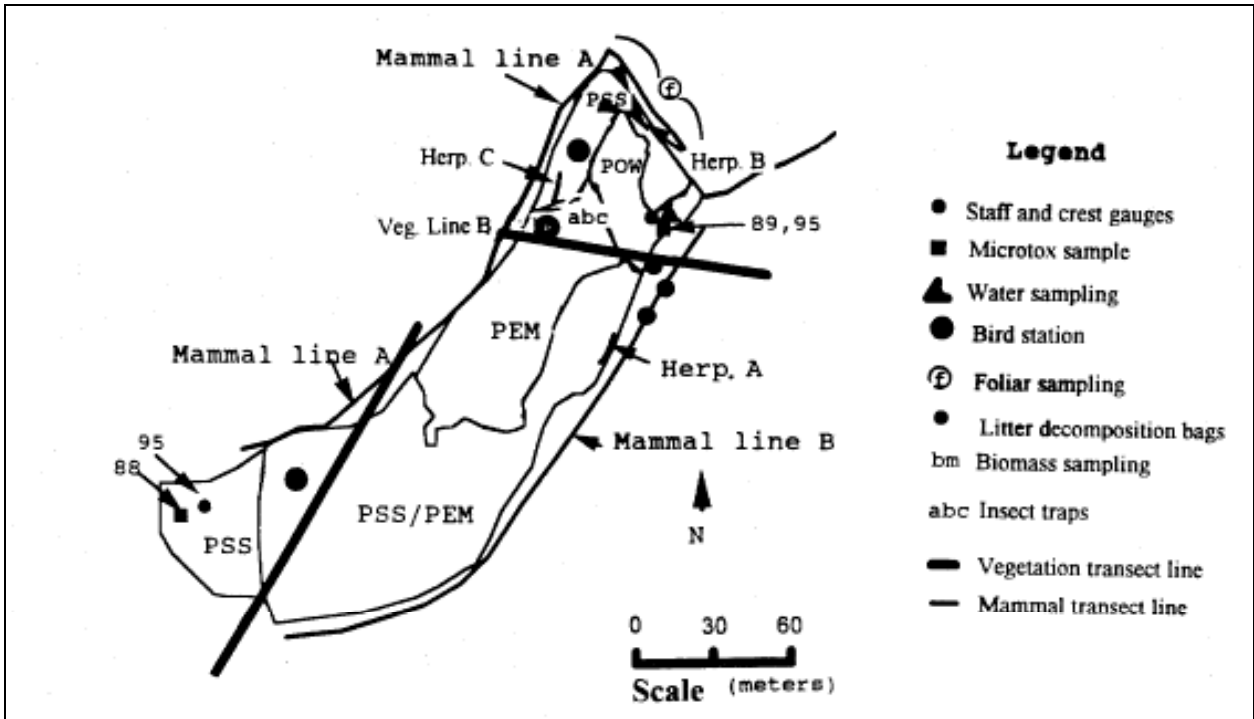 Mammal line A
f
PSS
Herp. C
POW
Herp. B
abc
Veg. Line B
89,95
PEM
Mammal line A
Herp. A
Mammal line B
95
88
PSS/PEM
PSS
N
0 30 60
Scale (meters)
Legend
Staff and crest gauges
Microtox sample
Water sampling
Bird station
f Foliar sampling
Litter decomposition bags
bm Biomass sampling
abc Insect traps
Vegetation transect line
Mammal transect line